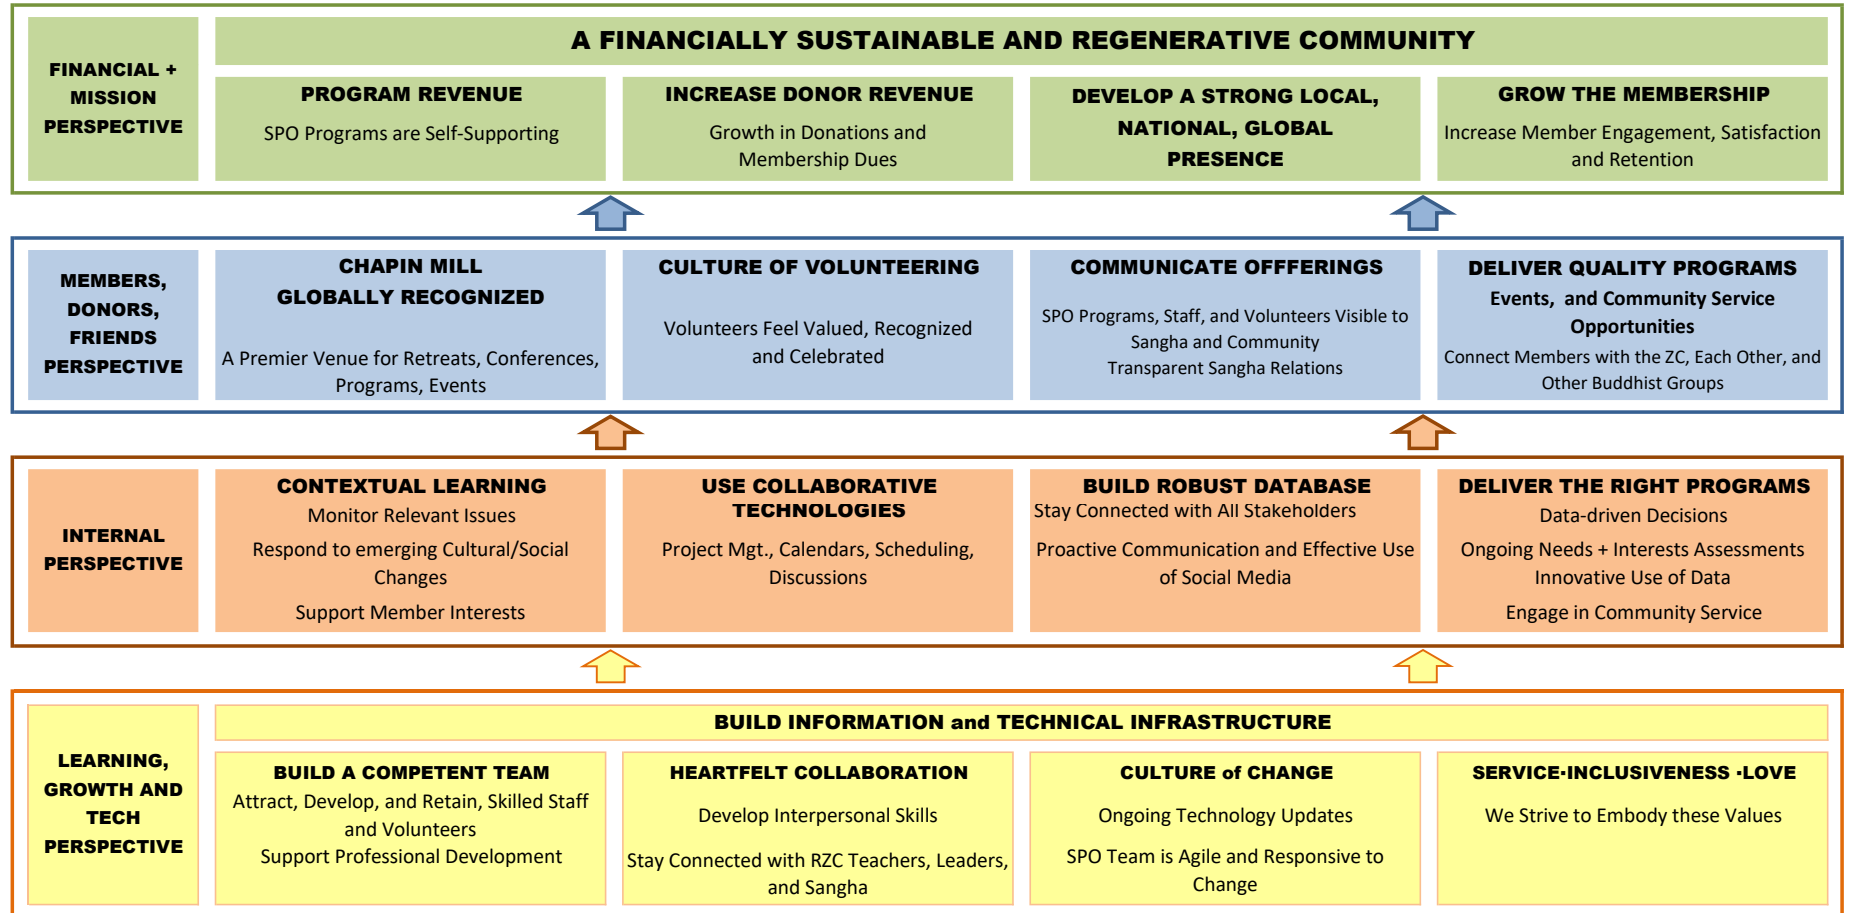 FINANCIAL +
MISSION
PERSPECTIVE
A FINANCIALLY SUSTAINABLE AND REGENERATIVE COMMUNITY
PROGRAM REVENUE
SPO Programs are Self-Supporting
INCREASE DONOR REVENUE
Growth in Donations and
Membership Dues
DEVELOP A STRONG LOCAL,
NATIONAL, GLOBAL
PRESENCE
GROW THE MEMBERSHIP
Increase Member Engagement, Satisfaction
and Retention
MEMBERS,
DONORS,
FRIENDS
PERSPECTIVE
CHAPIN MILL
GLOBALLY RECOGNIZED
A Premier Venue for Retreats, Conferences,
Programs, Events
CULTURE OF VOLUNTEERING
Volunteers Feel Valued, Recognized
and Celebrated
COMMUNICATE OFFFERINGS
SPO Programs, Staff, and Volunteers Visible to
Sangha and Community
Transparent Sangha Relations
DELIVER QUALITY PROGRAMS
Events, and Community Service
Opportunities
Connect Members with the ZC, Each Other, and
Other Buddhist Groups
INTERNAL
PERSPECTIVE
CONTEXTUAL LEARNING
Monitor Relevant Issues
Respond to emerging Cultural/Social
Changes
Support Member Interests
USE COLLABORATIVE
TECHNOLOGIES
Project Mgt., Calendars, Scheduling,
Discussions
BUILD ROBUST DATABASE
Stay Connected with All Stakeholders
Proactive Communication and Effective Use
of Social Media
DELIVER THE RIGHT PROGRAMS
Data-driven Decisions
Ongoing Needs + Interests Assessments
Innovative Use of Data
Engage in Community Service
LEARNING,
GROWTH AND
TECH
PERSPECTIVE
BUILD INFORMATION and TECHNICAL INFRASTRUCTURE
BUILD A COMPETENT TEAM
Attract, Develop, and Retain, Skilled Staff
and Volunteers
Support Professional Development
HEARTFELT COLLABORATION
Develop Interpersonal Skills
Stay Connected with RZC Teachers, Leaders,
and Sangha
CULTURE of CHANGE
Ongoing Technology Updates
SPO Team is Agile and Responsive to
Change
SERVICE·INCLUSIVENESS ·LOVE
We Strive to Embody these Values